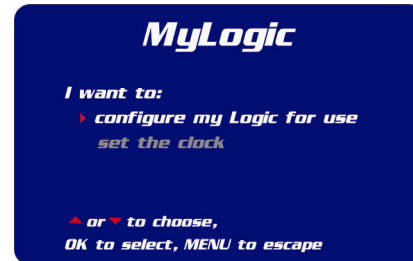 MyLogic
I want to:
configure my Logic for use
set the clock
or to choose,
OK to select, MENU to escape